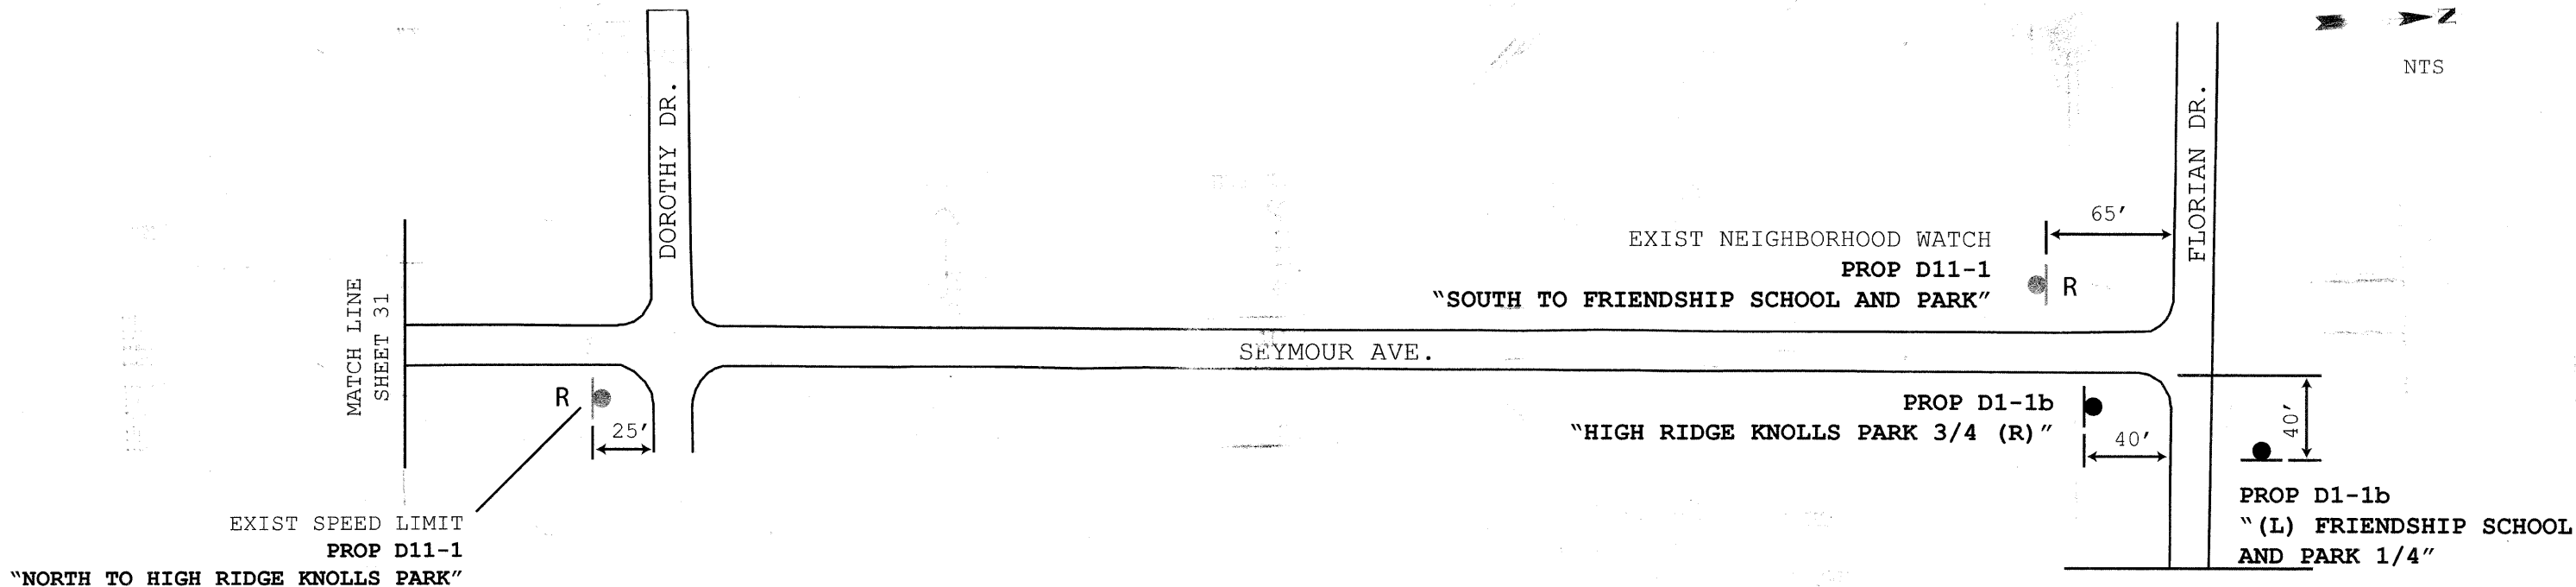 N
NTS
DOROTHY DR.
FLORIAN DR.
65'
EXIST NEIGHBORHOOD WATCH
PROP D11-1
"SOUTH TO FRIENDSHIP SCHOOL AND PARK"
R
MATCH LINE
SHEET 31
SEYMOUR AVE.
R
25'
PROP D1-1b
"HIGH RIDGE KNOLLS PARK 3/4 (R)"
40'
40'
EXIST SPEED LIMIT
PROP D11-1
"NORTH TO HIGH RIDGE KNOLLS PARK"
PROP D1-1b
"(L) FRIENDSHIP SCHOOL
AND PARK 1/4"